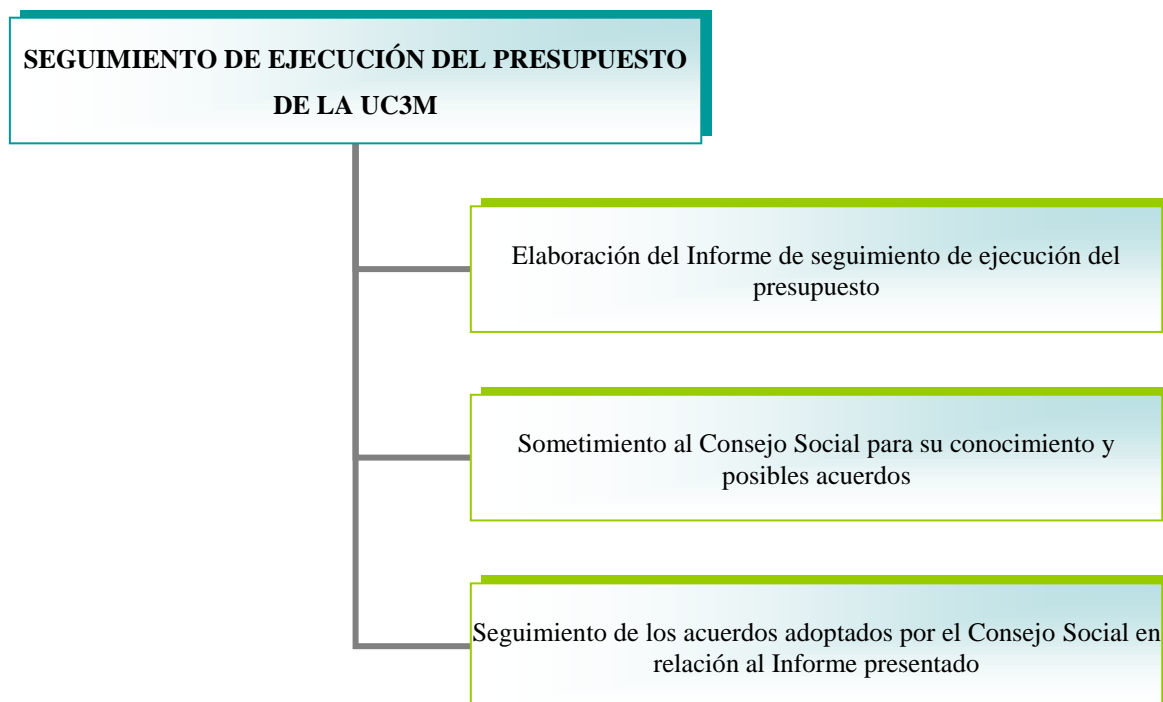 SEGUIMIENTO DE EJECUCIÓN DEL PRESUPUESTO
DE LA UC3M
Elaboración del Informe de seguimiento de ejecución del
presupuesto
Sometimiento al Consejo Social para su conocimiento y
posibles acuerdos
Seguimiento de los acuerdos adoptados por el Consejo Social en
relación al Informe presentado